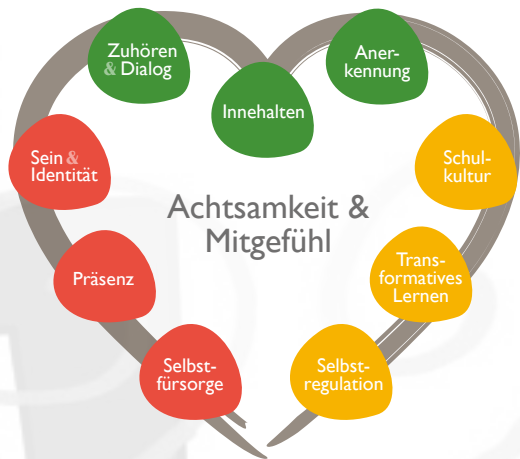 Zuhören
& Dialog
Aner-
kennung
Innehalten
Sein &
Identität
Schul-
kultur
Achtsamkeit &
Mitgefühl
Präsenz
Trans-
formatives
Lernen
Selbst-
fürsorge
Selbst-
regulation